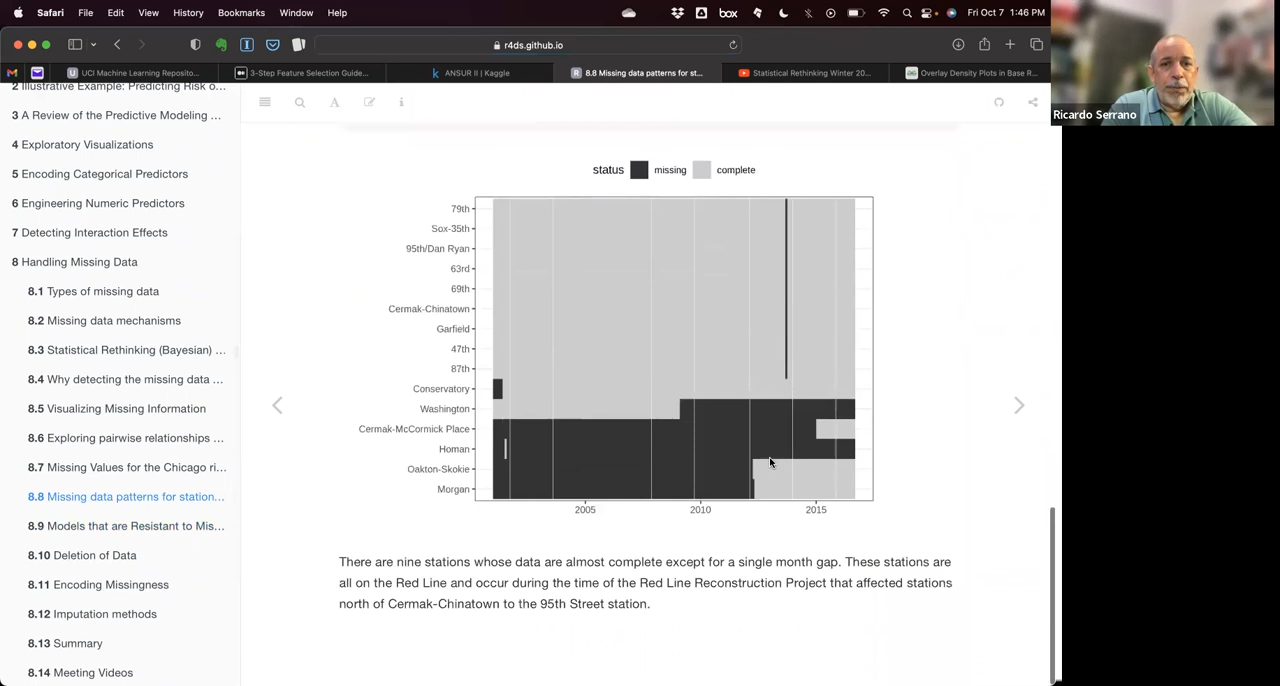 Safari File Edit View History Bookmarks Window Help box Fri Oct 7 1:46 PM
r4ds.github.io
UCI Machine Learning Reposito... 3-Step Feature Selection Guide... ANSUR II | Kaggle 8.8 Missing data patterns for st... Statistical Rethinking Winter 20... Overlay Density Plots in Base R...
Ricardo Serrano
2 Illustrative Example: Predicting Risk o...
3 A Review of the Predictive Modeling ...
4 Exploratory Visualizations
5 Encoding Categorical Predictors
6 Engineering Numeric Predictors
7 Detecting Interaction Effects
8 Handling Missing Data
8.1 Types of missing data
8.2 Missing data mechanisms
8.3 Statistical Rethinking (Bayesian) ...
8.4 Why detecting the missing data ...
8.5 Visualizing Missing Information
8.6 Exploring pairwise relationships ...
8.7 Missing Values for the Chicago ri...
8.8 Missing data patterns for station...
8.9 Models that are Resistant to Mis...
8.10 Deletion of Data
8.11 Encoding Missingness
8.12 Imputation methods
8.13 Summary
8.14 Meeting Videos
status missing complete
79th
Sox-35th
95th/Dan Ryan
63rd
69th
Cermak-Chinatown
Garfield
47th
87th
Conservatory
Washington
Cermak-McCormick Place
Homan
Oakton-Skokie
Morgan
2005 2010 2015
There are nine stations whose data are almost complete except for a single month gap. These stations are
all on the Red Line and occur during the time of the Red Line Reconstruction Project that affected stations
north of Cermak-Chinatown to the 95th Street station.